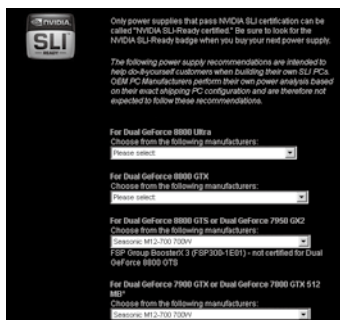 NVIDIA
SLI
READY
Only power supplies that pass NVIDIA SLI certification can be
called "NVIDIA SLI-Ready certified." Be sure to look for the
NVIDIA SLI-Ready badge when you buy your next power supply.
The following power supply recommendations are intended to
help do-it-yourself customers when building their own SLI PCs.
OEM PC Manufacturers perform their own power analysis based
on their exact shipping PC configuration and are therefore not
expected to follow these recommendations.
For Dual GeForce 8800 Ultra
Choose from the following manufacturers:
Please select
For Dual GeForce 8800 GTX
Choose from the following manufacturers:
Please select
For Dual GeForce 8800 GTS or Dual GeForce 7950 GX2
Choose from the following manufacturers:
Seasonic M12-700 700W
FSP Group BoosterX 3 (FSP300-1E01) - not certified for Dual
GeForce 8800 GTS
For Dual GeForce 7900 GTX or Dual GeForce 7800 GTX 512
MB*
Choose from the following manufacturers:
Seasonic M12-700 700W